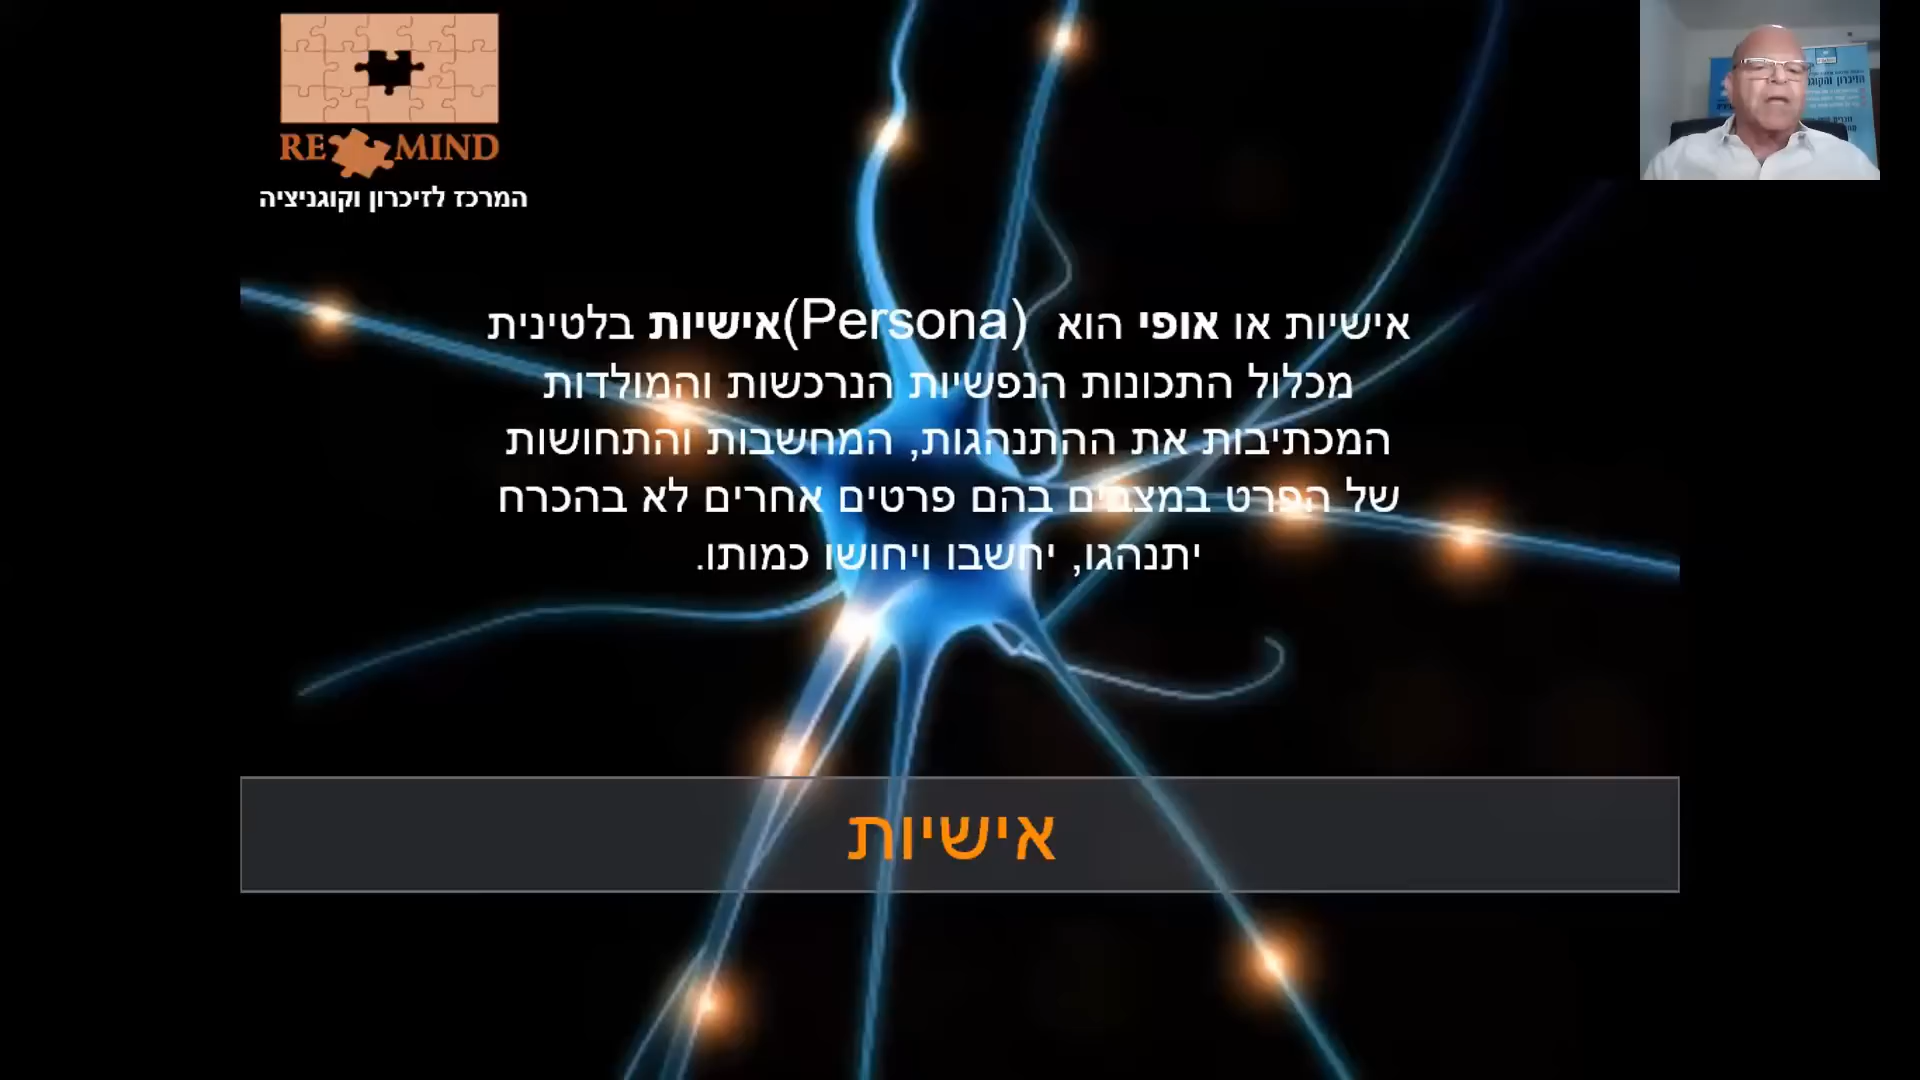 RE MIND
המרכז לזיכרון וקוגניציה
אישיות או אופי הוא (Persona)אישיות בלטינית
מכלול התכונות הנפשיות הנרכשות והמולדות
המכתיבות את ההתנהגות, המחשבות והתחושות
של הפרט במצבים בהם פרטים אחרים לא בהכרח
יתנהגו, יחשבו ויחושו כמותו.
אישיות